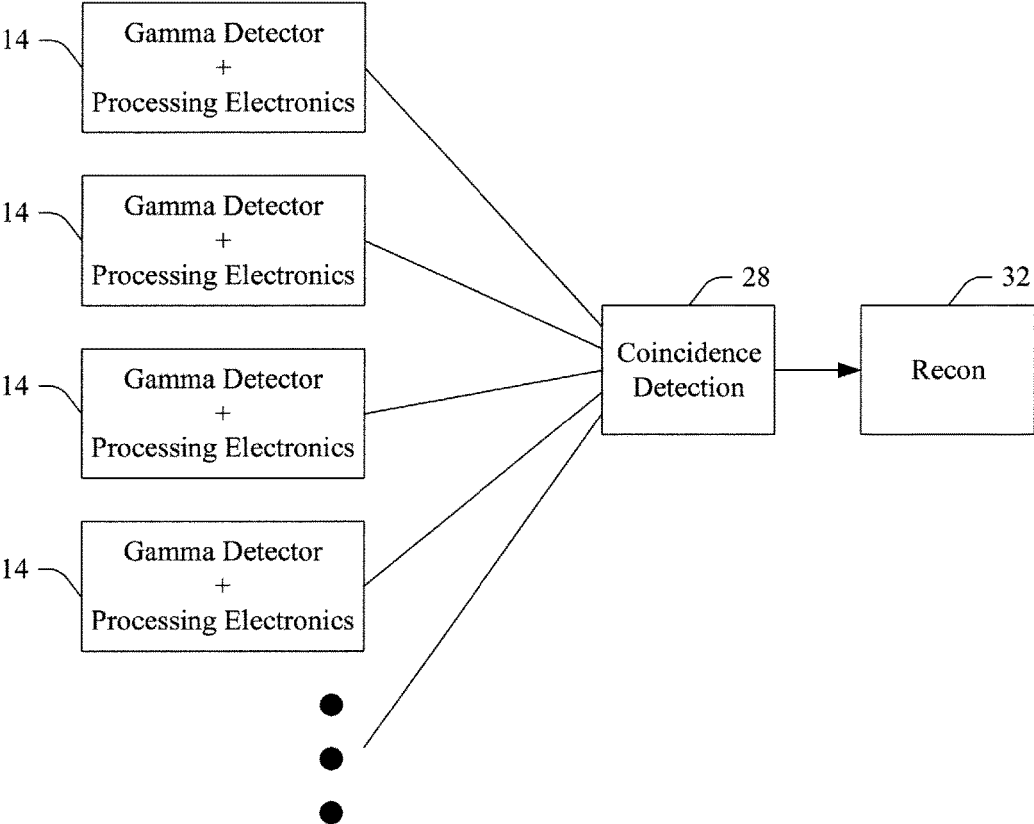 14
Gamma Detector
+
Processing Electronics
14
Gamma Detector
+
Processing Electronics
14
Gamma Detector
+
Processing Electronics
14
Gamma Detector
+
Processing Electronics
28
Coincidence
Detection
32
Recon